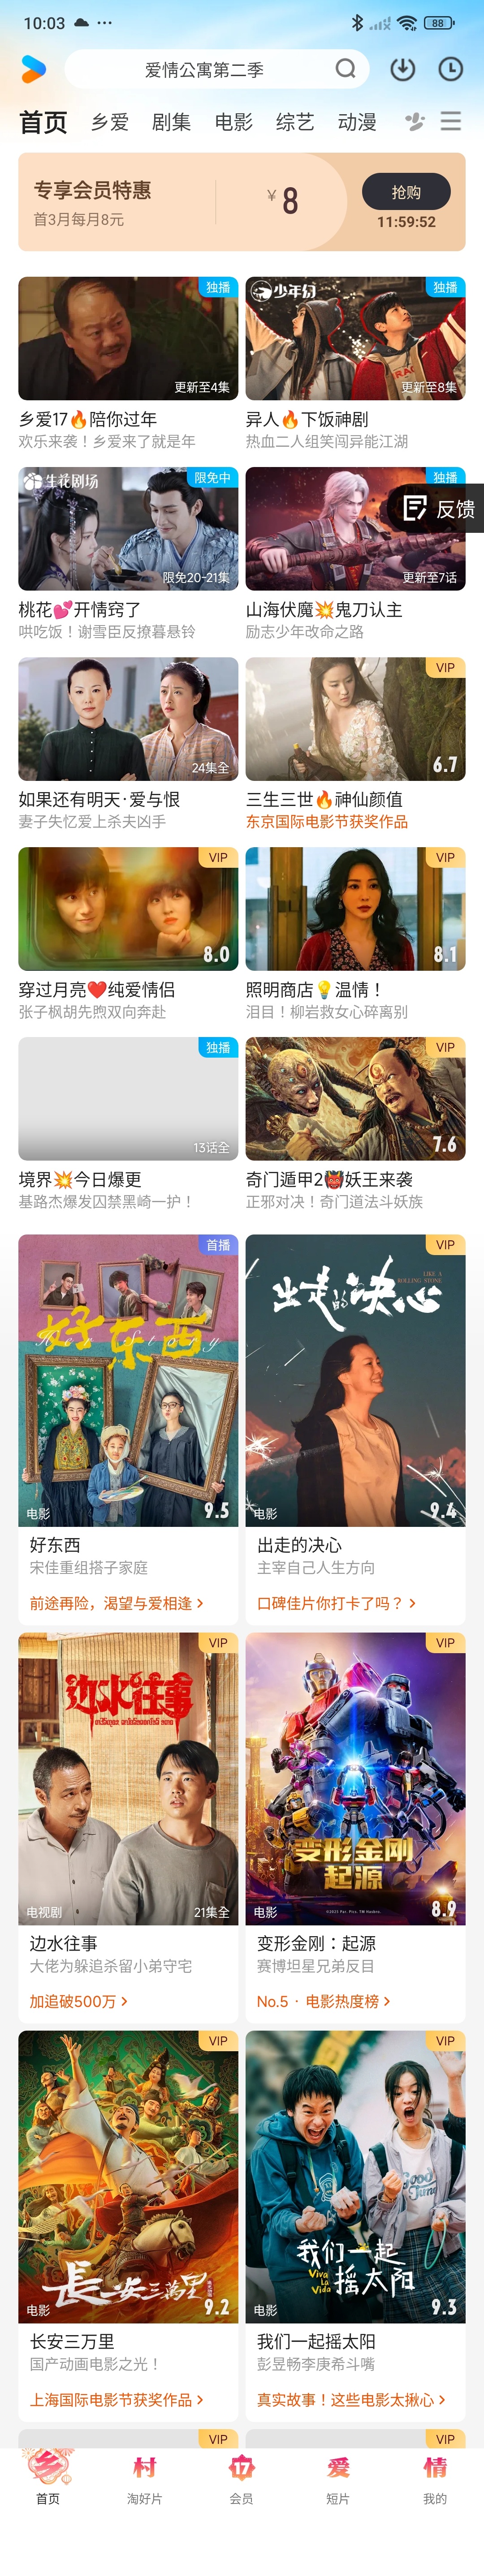 10:03
88
爱情公寓第二季
首页 乡爱 剧集 电影 综艺 动漫
专享会员特惠
首3月每月8元
¥8
抢购
11:59:52
独播
更新至4集
乡爱17🔥陪你过年
欢乐来袭！乡爱来了就是年
少年幻
独播
更新至8集
异人🔥下饭神剧
热血二人组笑闯异能江湖
生花剧场
限免中
限免20-21集
桃花💕开情窍了
哄吃饭！谢雪臣反撩暮悬铃
独播
反馈
更新至7话
山海伏魔💥鬼刀认主
励志少年改命之路
24集全
如果还有明天·爱与恨
妻子失忆爱上杀夫凶手
VIP
6.7
三生三世🔥神仙颜值
东京国际电影节获奖作品
VIP
8.0
穿过月亮❤️纯爱情侣
张子枫胡先煦双向奔赴
VIP
8.1
照明商店💡温情！
泪目！柳岩救女心碎离别
独播
13话全
境界💥今日爆更
基路杰爆发囚禁黑崎一护！
VIP
7.6
奇门遁甲2👹妖王来袭
正邪对决！奇门道法斗妖族
首播
好东西
Her Story
电影
9.5
好东西
宋佳重组搭子家庭
前途再险，渴望与爱相逢 >
VIP
LIKE A
ROLLING STONE
出走的决心
电影
9.4
出走的决心
主宰自己人生方向
口碑佳片你打卡了吗？ >
VIP
边水往事
电视剧
21集全
边水往事
大佬为躲追杀留小弟守宅
加追破500万 >
VIP
变形金刚
起源
电影
8.9
变形金刚：起源
赛博坦星兄弟反目
No.5 · 电影热度榜 >
VIP
長安三萬里
电影
9.2
长安三万里
国产动画电影之光！
上海国际电影节获奖作品 >
VIP
Good
Jung
我们一起
摇太阳
Viva
La
Vida
电影
9.3
我们一起摇太阳
彭昱畅李庚希斗嘴
真实故事！这些电影太揪心 >
VIP
VIP
乡 村 17 爱 情
首页 淘好片 会员 短片 我的